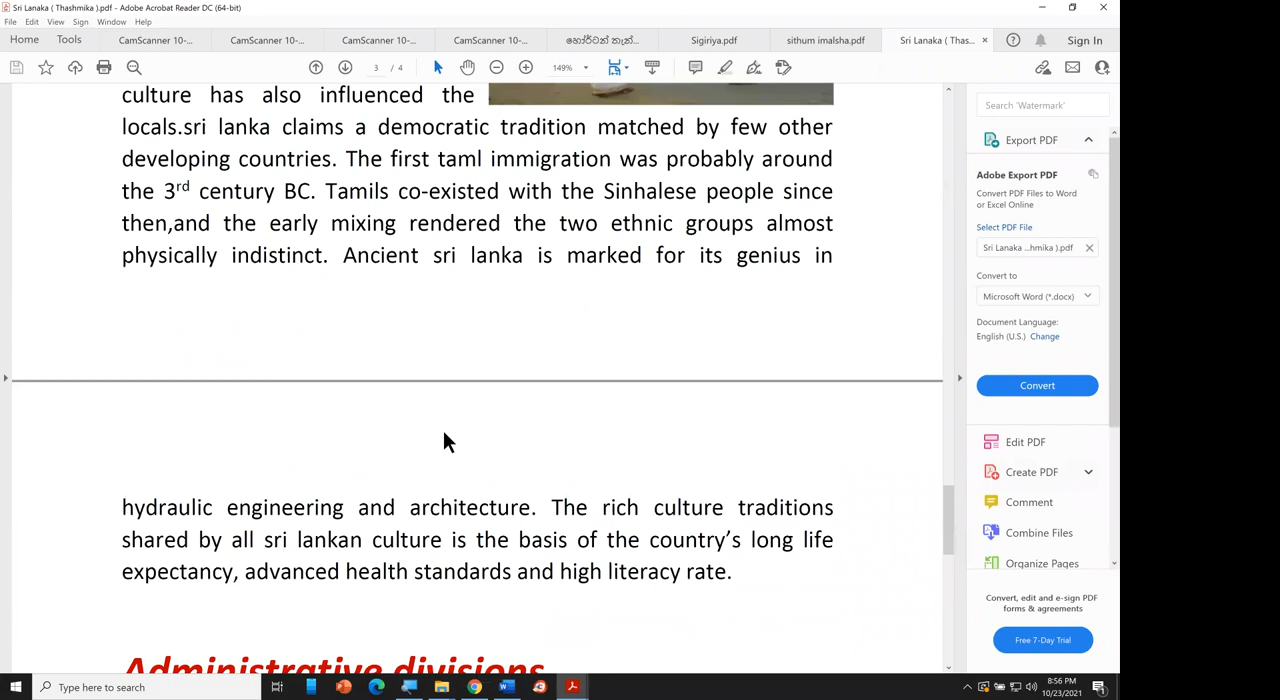 Sri Lanaka ( Thashmika ).pdf - Adobe Acrobat Reader DC (64-bit)
File Edit View Sign Window Help
Home Tools CamScanner 10-... CamScanner 10-... CamScanner 10-... CamScanner 10-... හෝර්ටන් තැන්... Sigiriya.pdf sithum imalsha.pdf Sri Lanaka ( Thas... × Sign In
3 / 4 149%
culture has also influenced the
locals.sri lanka claims a democratic tradition matched by few other
developing countries. The first taml immigration was probably around
the 3rd century BC. Tamils co-existed with the Sinhalese people since
then,and the early mixing rendered the two ethnic groups almost
physically indistinct. Ancient sri lanka is marked for its genius in
hydraulic engineering and architecture. The rich culture traditions
shared by all sri lankan culture is the basis of the country’s long life
expectancy, advanced health standards and high literacy rate.
Administrative divisions
Search 'Watermark'
Export PDF
Adobe Export PDF
Convert PDF Files to Word
or Excel Online
Select PDF File
Sri Lanaka ...hmika ).pdf
Convert to
Microsoft Word (*.docx)
Document Language:
English (U.S.) Change
Convert
Edit PDF
Create PDF
Comment
Combine Files
Organize Pages
Convert, edit and e-sign PDF
forms & agreements
Free 7-Day Trial
Type here to search
8:56 PM
10/23/2021